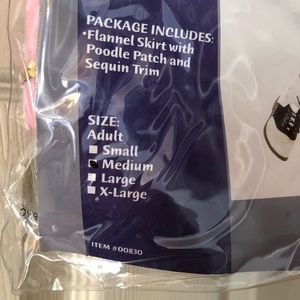 PACKAGE INCLUDES:
•Flannel Skirt with
Poodle Patch and
Sequin Trim
SIZE:
Adult
Small
Medium
Large
X-Large
ITEM #00830